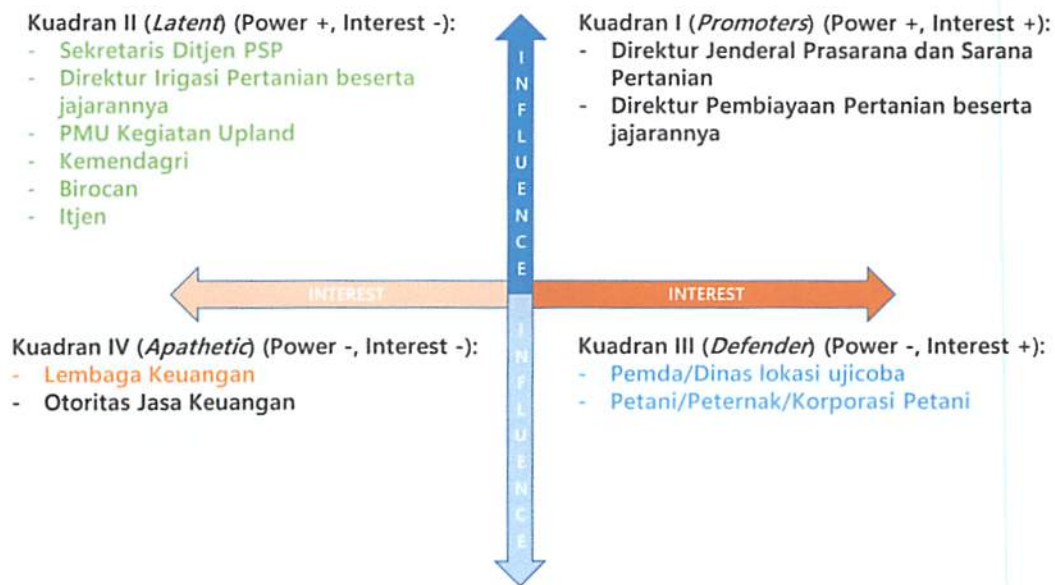 Kuadran II (Latent) (Power +, Interest -):
- Sekretaris Ditjen PSP
- Direktur Irigasi Pertanian beserta
jajarannya
- PMU Kegiatan Upland
- Kemendagri
- Birocan
- Itjen
Kuadran I (Promoters) (Power +, Interest +):
- Direktur Jenderal Prasarana dan Sarana
Pertanian
- Direktur Pembiayaan Pertanian beserta
jajarannya
INFLUENCE
INTEREST
INTEREST
Kuadran IV (Apathetic) (Power -, Interest -):
- Lembaga Keuangan
- Otoritas Jasa Keuangan
INFLUENCE
Kuadran III (Defender) (Power -, Interest +):
- Pemda/Dinas lokasi ujicoba
- Petani/Peternak/Korporasi Petani